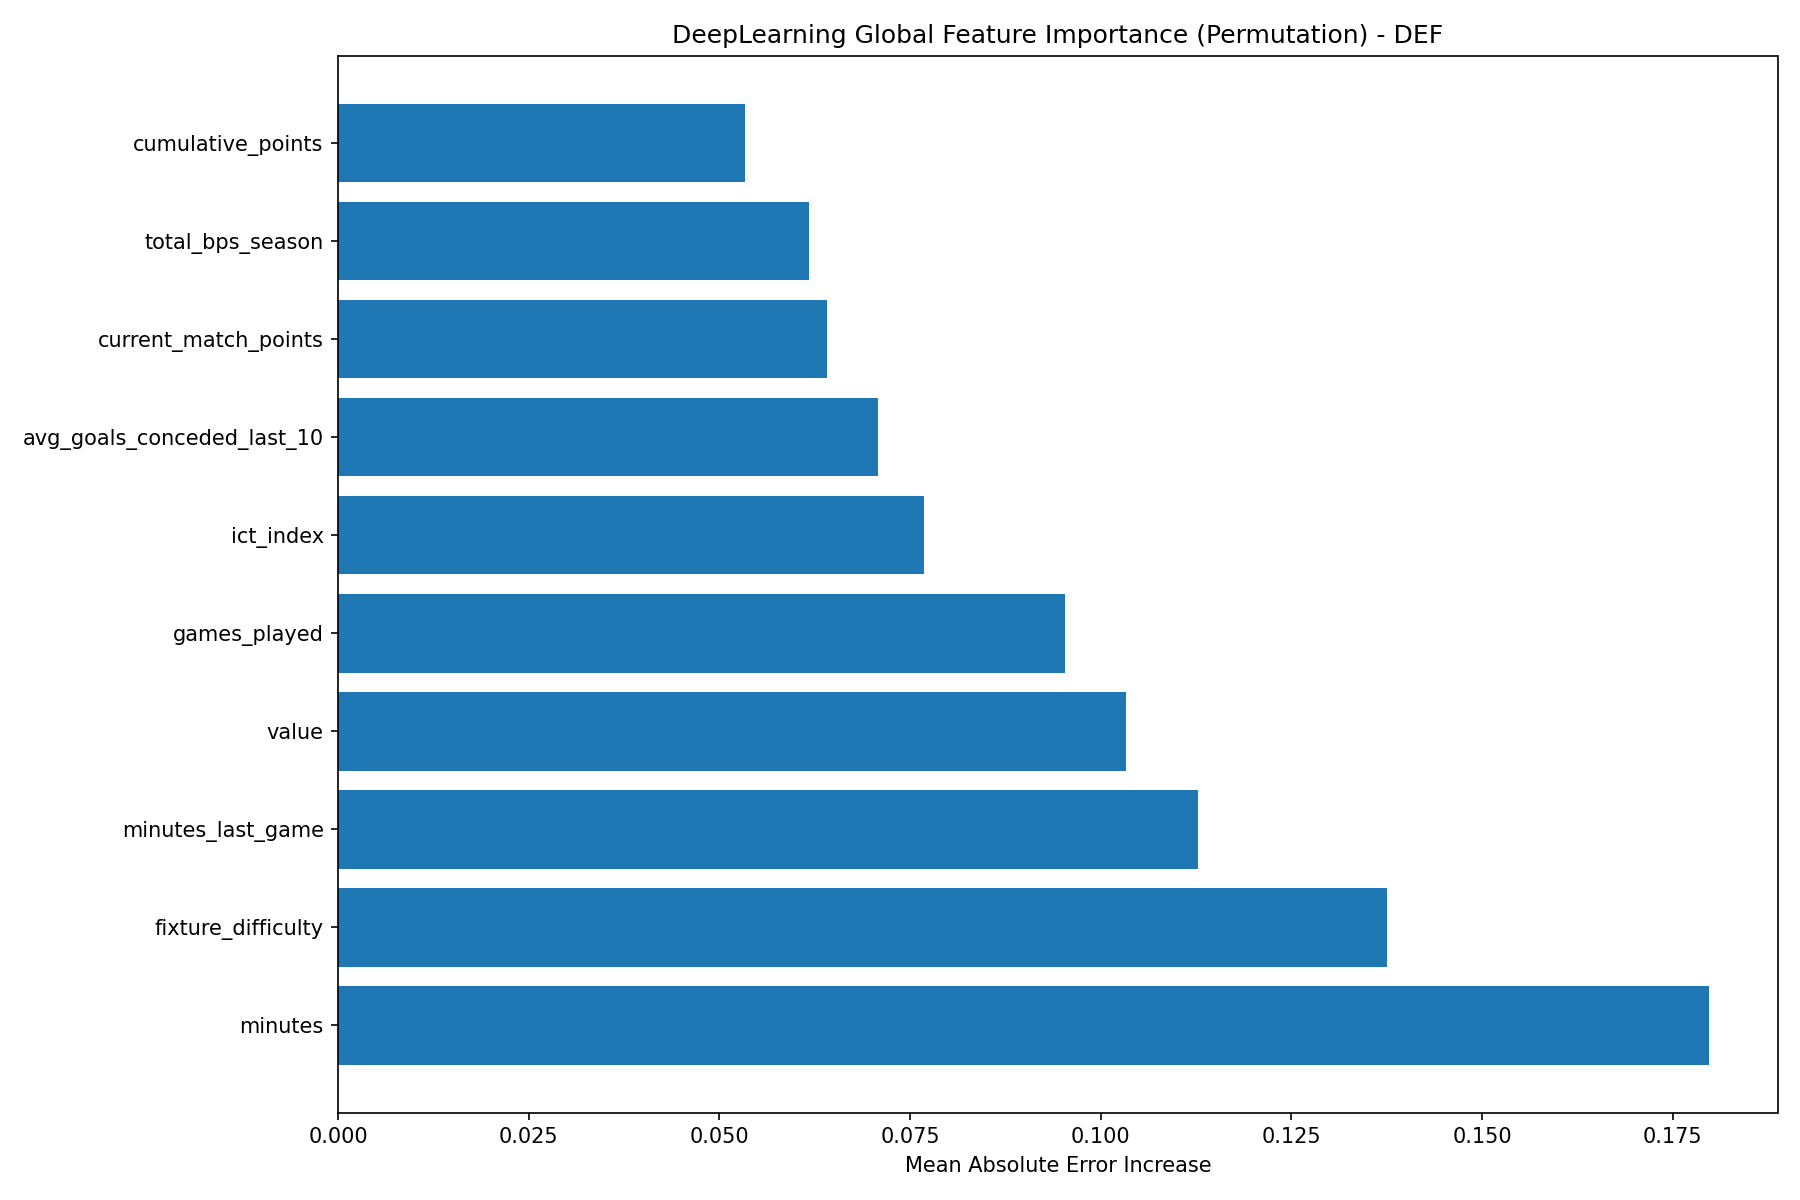 DeepLearning Global Feature Importance (Permutation) - DEF
cumulative_points
total_bps_season
current_match_points
avg_goals_conceded_last_10
ict_index
games_played
value
minutes_last_game
fixture_difficulty
minutes
0.000 0.025 0.050 0.075 0.100 0.125 0.150 0.175
Mean Absolute Error Increase